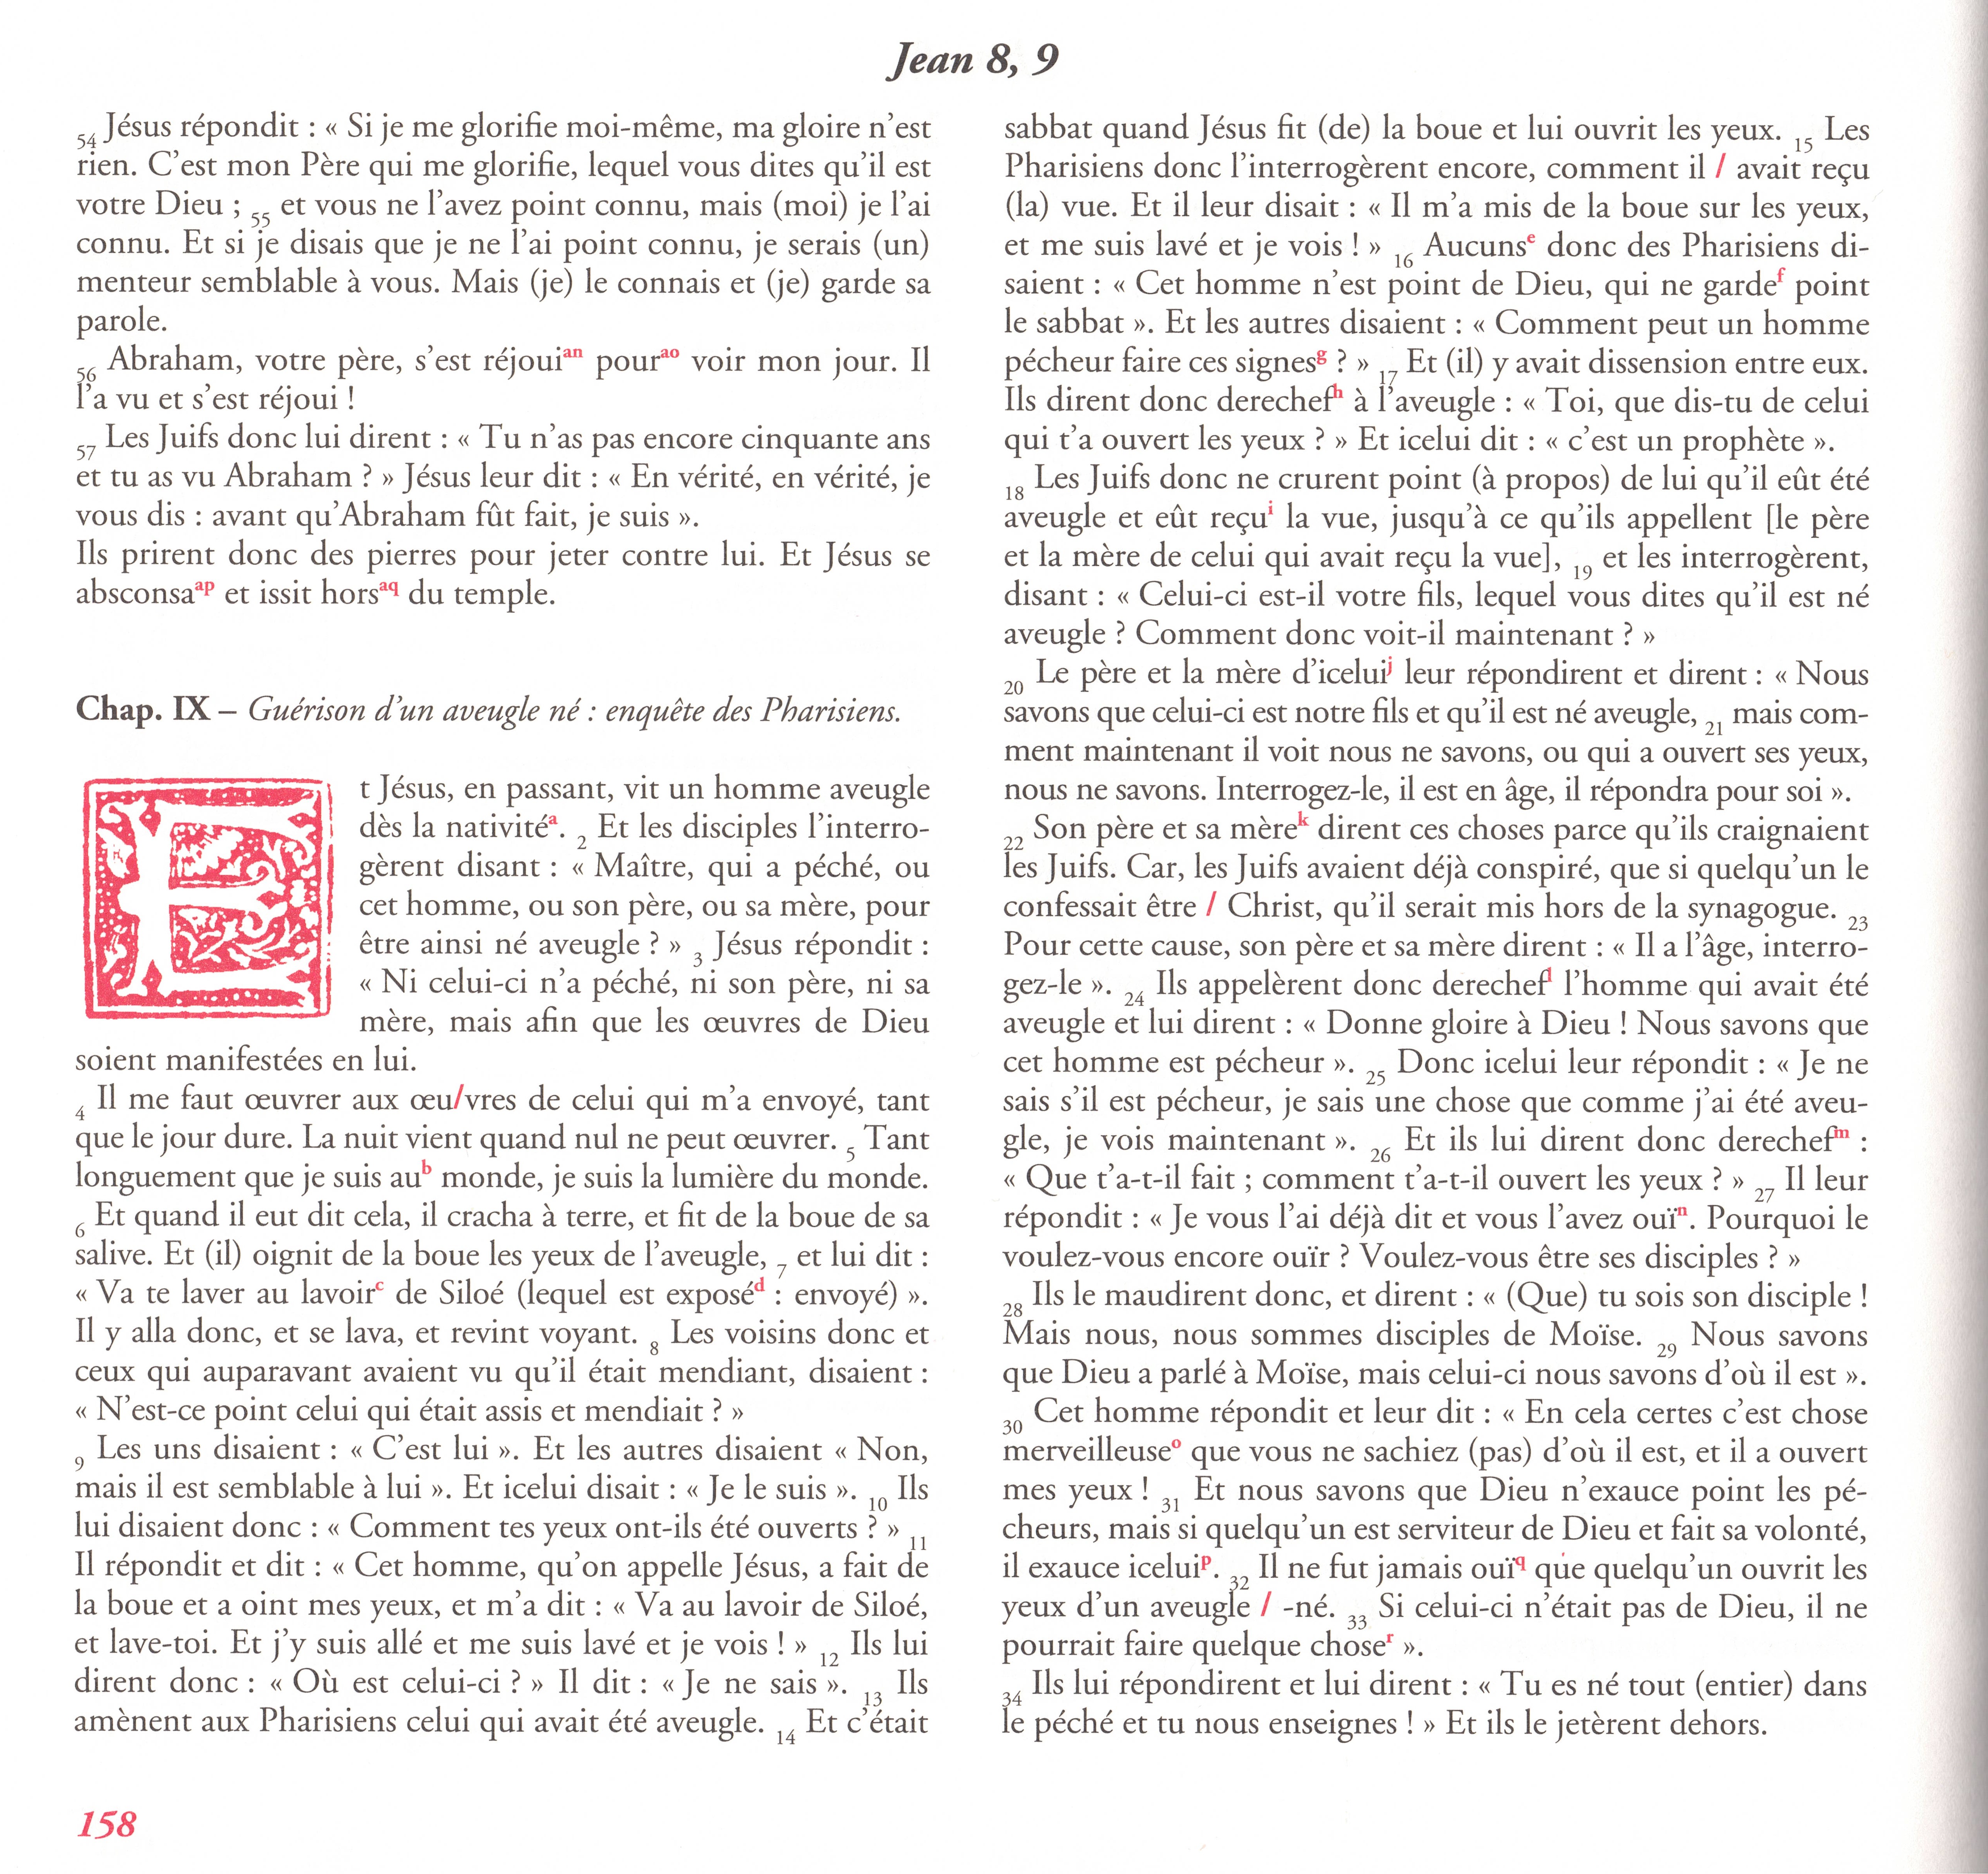 Jean 8, 9
54 Jésus répondit : « Si je me glorifie moi-même, ma gloire n’est
rien. C’est mon Père qui me glorifie, lequel vous dites qu’il est
votre Dieu ; 55 et vous ne l’avez point connu, mais (moi) je l’ai
connu. Et si je disais que je ne l’ai point connu, je serais (un)
menteur semblable à vous. Mais (je) le connais et (je) garde sa
parole.
56 Abraham, votre père, s’est réjouian pourao voir mon jour. Il
l’a vu et s’est réjoui !
57 Les Juifs donc lui dirent : « Tu n’as pas encore cinquante ans
et tu as vu Abraham ? » Jésus leur dit : « En vérité, en vérité, je
vous dis : avant qu’Abraham fût fait, je suis ».
Ils prirent donc des pierres pour jeter contre lui. Et Jésus se
absconsaap et issit horsaq du temple.
Chap. IX – Guérison d’un aveugle né : enquête des Pharisiens.
Et Jésus, en passant, vit un homme aveugle
dès la nativitéa. 2 Et les disciples l’interro-
gèrent disant : « Maître, qui a péché, ou
cet homme, ou son père, ou sa mère, pour
être ainsi né aveugle ? » 3 Jésus répondit :
« Ni celui-ci n’a péché, ni son père, ni sa
mère, mais afin que les œuvres de Dieu
soient manifestées en lui.
4 Il me faut œuvrer aux œu/vres de celui qui m’a envoyé, tant
que le jour dure. La nuit vient quand nul ne peut œuvrer. 5 Tant
longuement que je suis aub monde, je suis la lumière du monde.
6 Et quand il eut dit cela, il cracha à terre, et fit de la boue de sa
salive. Et (il) oignit de la boue les yeux de l’aveugle, 7 et lui dit :
« Va te laver au lavoirc de Siloé (lequel est exposéd : envoyé) ».
Il y alla donc, et se lava, et revint voyant. 8 Les voisins donc et
ceux qui auparavant avaient vu qu’il était mendiant, disaient :
« N’est-ce point celui qui était assis et mendiait ? »
9 Les uns disaient : « C’est lui ». Et les autres disaient « Non,
mais il est semblable à lui ». Et icelui disait : « Je le suis ». 10 Ils
lui disaient donc : « Comment tes yeux ont-ils été ouverts ? » 11
Il répondit et dit : « Cet homme, qu’on appelle Jésus, a fait de
la boue et a oint mes yeux, et m’a dit : « Va au lavoir de Siloé,
et lave-toi. Et j’y suis allé et me suis lavé et je vois ! » 12 Ils lui
dirent donc : « Où est celui-ci ? » Il dit : « Je ne sais ». 13 Ils
amènent aux Pharisiens celui qui avait été aveugle. 14 Et c’était
sabbat quand Jésus fit (de) la boue et lui ouvrit les yeux. 15 Les
Pharisiens donc l’interrogèrent encore, comment il / avait reçu
(la) vue. Et il leur disait : « Il m’a mis de la boue sur les yeux,
et me suis lavé et je vois ! » 16 Aucunse donc des Pharisiens di-
saient : « Cet homme n’est point de Dieu, qui ne gardef point
le sabbat ». Et les autres disaient : « Comment peut un homme
pécheur faire ces signesg ? » 17 Et (il) y avait dissension entre eux.
Ils dirent donc derechefh à l’aveugle : « Toi, que dis-tu de celui
qui t’a ouvert les yeux ? » Et icelui dit : « c’est un prophète ».
18 Les Juifs donc ne crurent point (à propos) de lui qu’il eût été
aveugle et eût reçui la vue, jusqu’à ce qu’ils appellent [le père
et la mère de celui qui avait reçu la vue], 19 et les interrogèrent,
disant : « Celui-ci est-il votre fils, lequel vous dites qu’il est né
aveugle ? Comment donc voit-il maintenant ? »
20 Le père et la mère d’iceluij leur répondirent et dirent : « Nous
savons que celui-ci est notre fils et qu’il est né aveugle, 21 mais com-
ment maintenant il voit nous ne savons, ou qui a ouvert ses yeux,
nous ne savons. Interrogez-le, il est en âge, il répondra pour soi ».
22 Son père et sa mèrek dirent ces choses parce qu’ils craignaient
les Juifs. Car, les Juifs avaient déjà conspiré, que si quelqu’un le
confessait être / Christ, qu’il serait mis hors de la synagogue. 23
Pour cette cause, son père et sa mère dirent : « Il a l’âge, interro-
gez-le ». 24 Ils appelèrent donc derechefl l’homme qui avait été
aveugle et lui dirent : « Donne gloire à Dieu ! Nous savons que
cet homme est pécheur ». 25 Donc icelui leur répondit : « Je ne
sais s’il est pécheur, je sais une chose que comme j’ai été aveu-
gle, je vois maintenant ». 26 Et ils lui dirent donc derechefm :
« Que t’a-t-il fait ; comment t’a-t-il ouvert les yeux ? » 27 Il leur
répondit : « Je vous l’ai déjà dit et vous l’avez ouïn. Pourquoi le
voulez-vous encore ouïr ? Voulez-vous être ses disciples ? »
28 Ils le maudirent donc, et dirent : « (Que) tu sois son disciple !
Mais nous, nous sommes disciples de Moïse. 29 Nous savons
que Dieu a parlé à Moïse, mais celui-ci nous savons d’où il est ».
30 Cet homme répondit et leur dit : « En cela certes c’est chose
merveilleuseo que vous ne sachiez (pas) d’où il est, et il a ouvert
mes yeux ! 31 Et nous savons que Dieu n’exauce point les pé-
cheurs, mais si quelqu’un est serviteur de Dieu et fait sa volonté,
il exauce iceluip. 32 Il ne fut jamais ouïq que quelqu’un ouvrit les
yeux d’un aveugle / -né. 33 Si celui-ci n’était pas de Dieu, il ne
pourrait faire quelque choser ».
34 Ils lui répondirent et lui dirent : « Tu es né tout (entier) dans
le péché et tu nous enseignes ! » Et ils le jetèrent dehors.
158